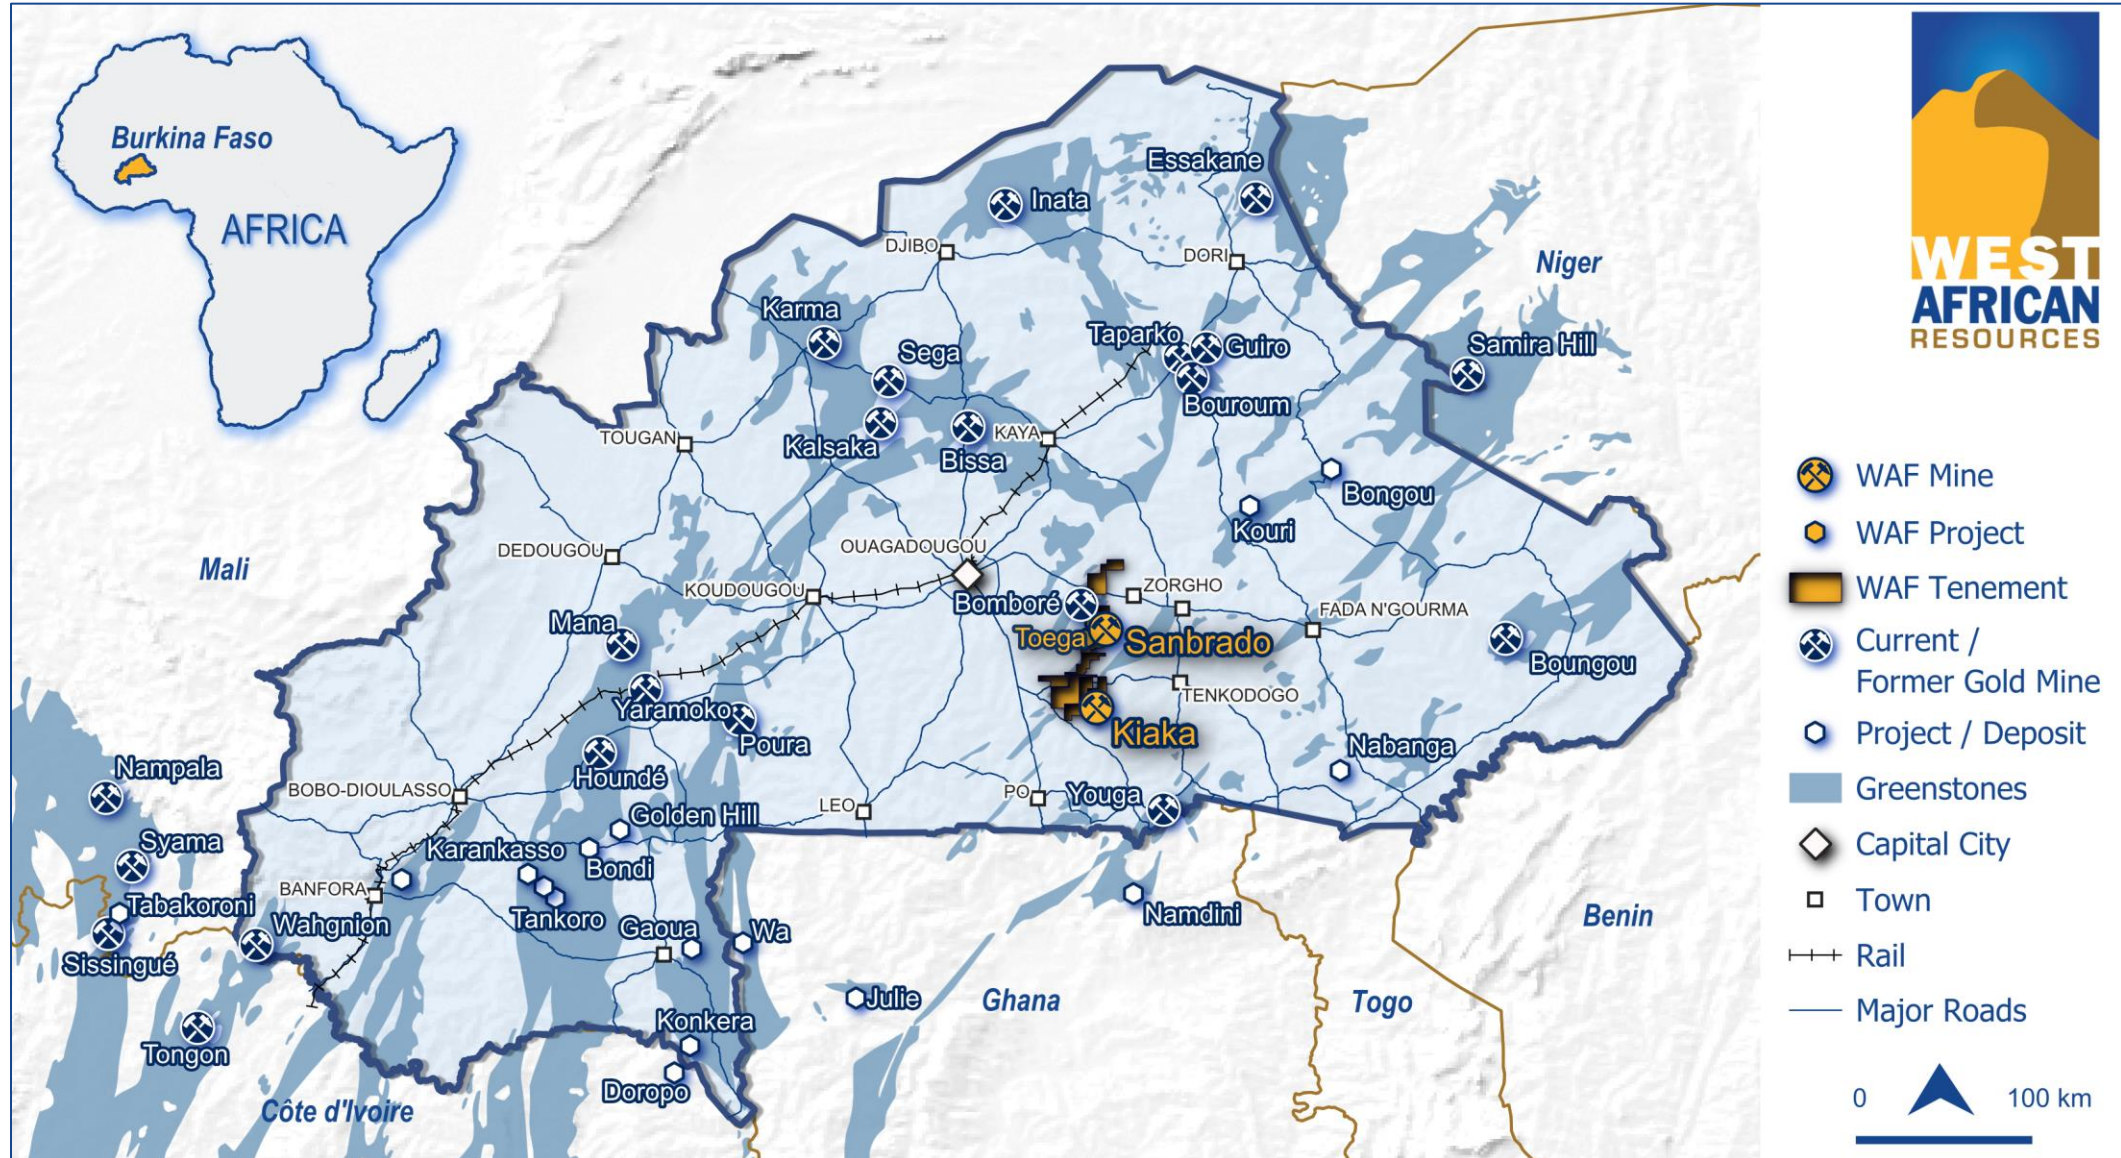 Burkina Faso
AFRICA
Essakane
Inata
DJIBO
DORI
Niger
Karma
Sega
Taparko
Guiro
Samira Hill
Bouroum
TOUGAN
Kalsaka
Bissa
KAYA
Bongou
Kouri
Mali
DEDOUGOU
OUAGADOUGOU
KOUDOUGOU
Bomboré
ZORGHO
FADA N'GOURMA
Mana
Toega
Sanbrado
Boungou
TENKODOGO
Yaramoko
Poura
Kiaka
Nabanga
Houndé
Nampala
BOBO-DIOULASSO
LEO
PO
Youga
Golden Hill
Syama
Karankasso
Bondi
BANFORA
Tabakoroni
Tankoro
Namdini
Benin
Wahgnion
Gaoua
Wa
Sissingué
Julie
Ghana
Togo
Tongon
Konkera
Doropo
Côte d'Ivoire
WEST
AFRICAN
RESOURCES
WAF Mine
WAF Project
WAF Tenement
Current /
Former Gold Mine
Project / Deposit
Greenstones
Capital City
Town
Rail
Major Roads
0 100 km